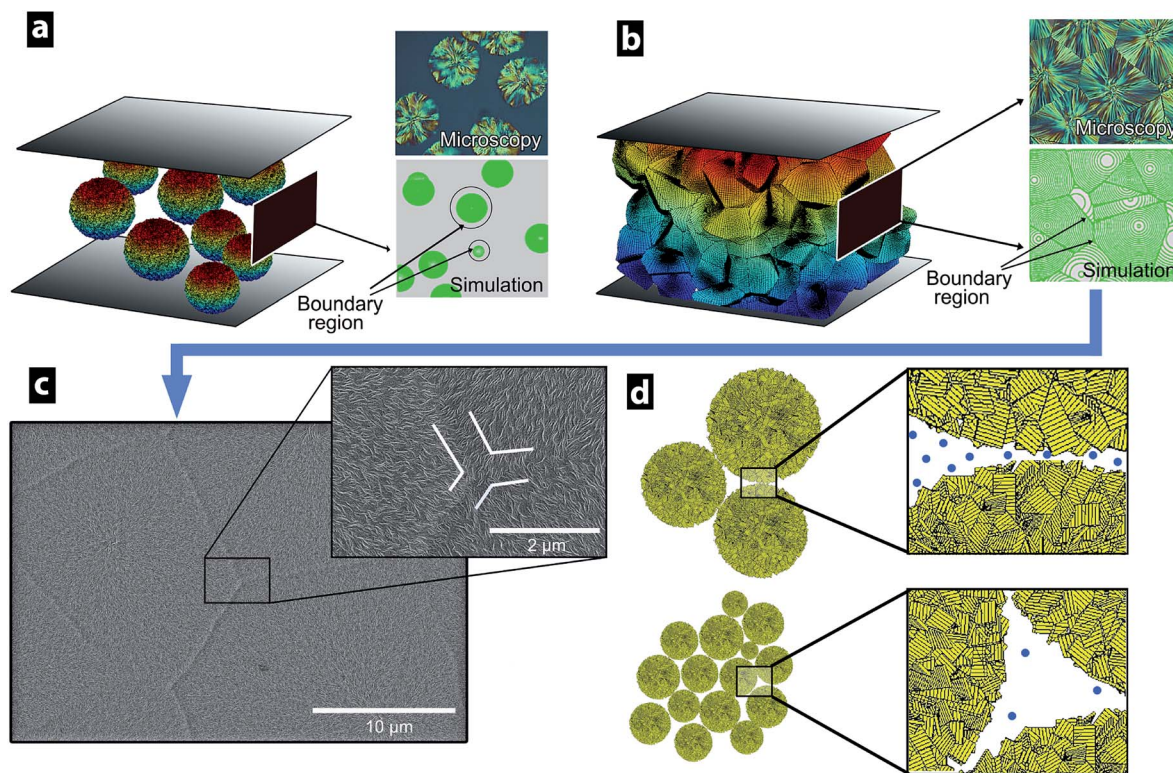 a
Microscopy
Simulation
Boundary
region
b
Microscopy
Simulation
Boundary
region
c
2 µm
10 µm
d